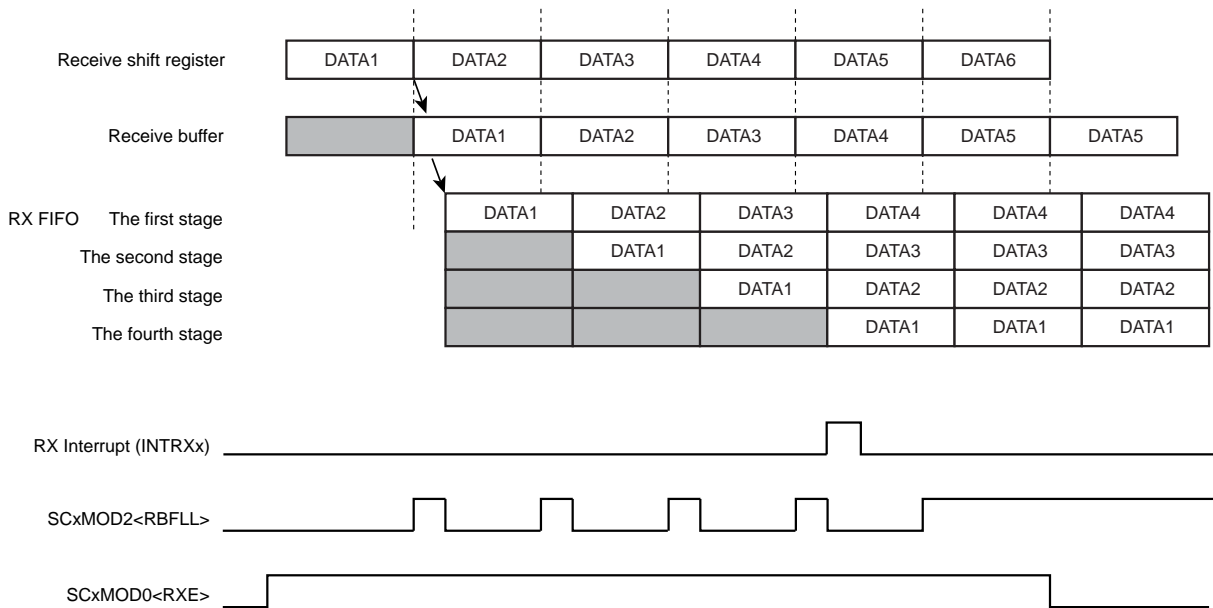 Receive shift register DATA1 DATA2 DATA3 DATA4 DATA5 DATA6
Receive buffer DATA1 DATA2 DATA3 DATA4 DATA5 DATA5
RX FIFO The first stage DATA1 DATA2 DATA3 DATA4 DATA4 DATA4
The second stage DATA1 DATA2 DATA3 DATA3 DATA3
The third stage DATA1 DATA2 DATA2 DATA2
The fourth stage DATA1 DATA1 DATA1
RX Interrupt (INTRXx)
SCxMOD2<RBFLL>
SCxMOD0<RXE>